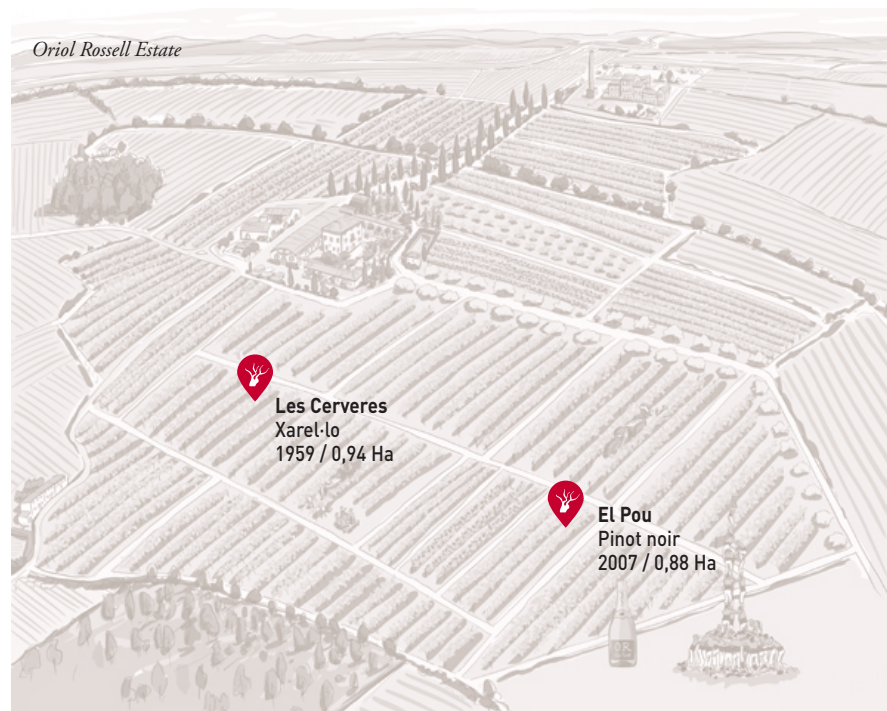 Oriol Rossell Estate
Les Cerveres
Xarel·lo
1959 / 0,94 Ha
El Pou
Pinot noir
2007 / 0,88 Ha
OR